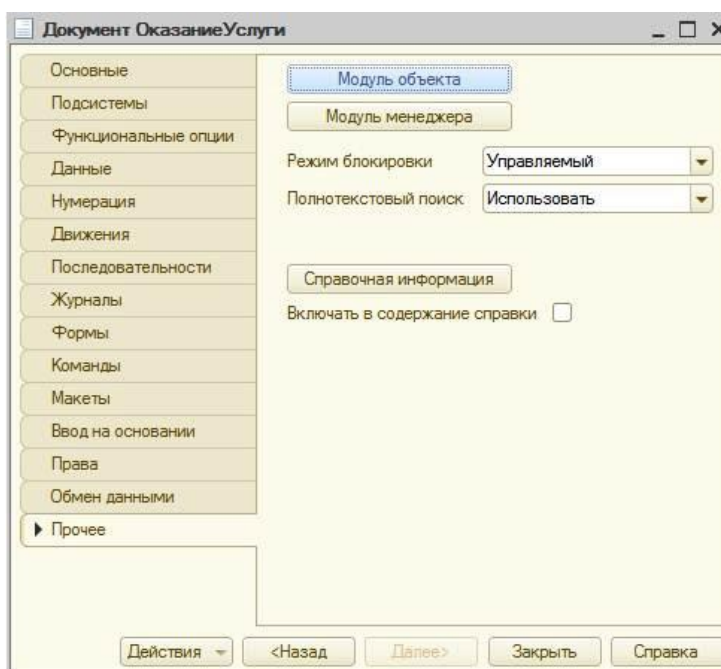 Документ ОказаниеУслуги
Основные
Подсистемы
Функциональные опции
Данные
Нумерация
Движения
Последовательности
Журналы
Формы
Команды
Макеты
Ввод на основании
Права
Обмен данными
Прочее
Модуль объекта
Модуль менеджера
Режим блокировки Управляемый
Полнотекстовый поиск Использовать
Справочная информация
Включать в содержание справки
Действия <Назад Далее> Закрыть Справка